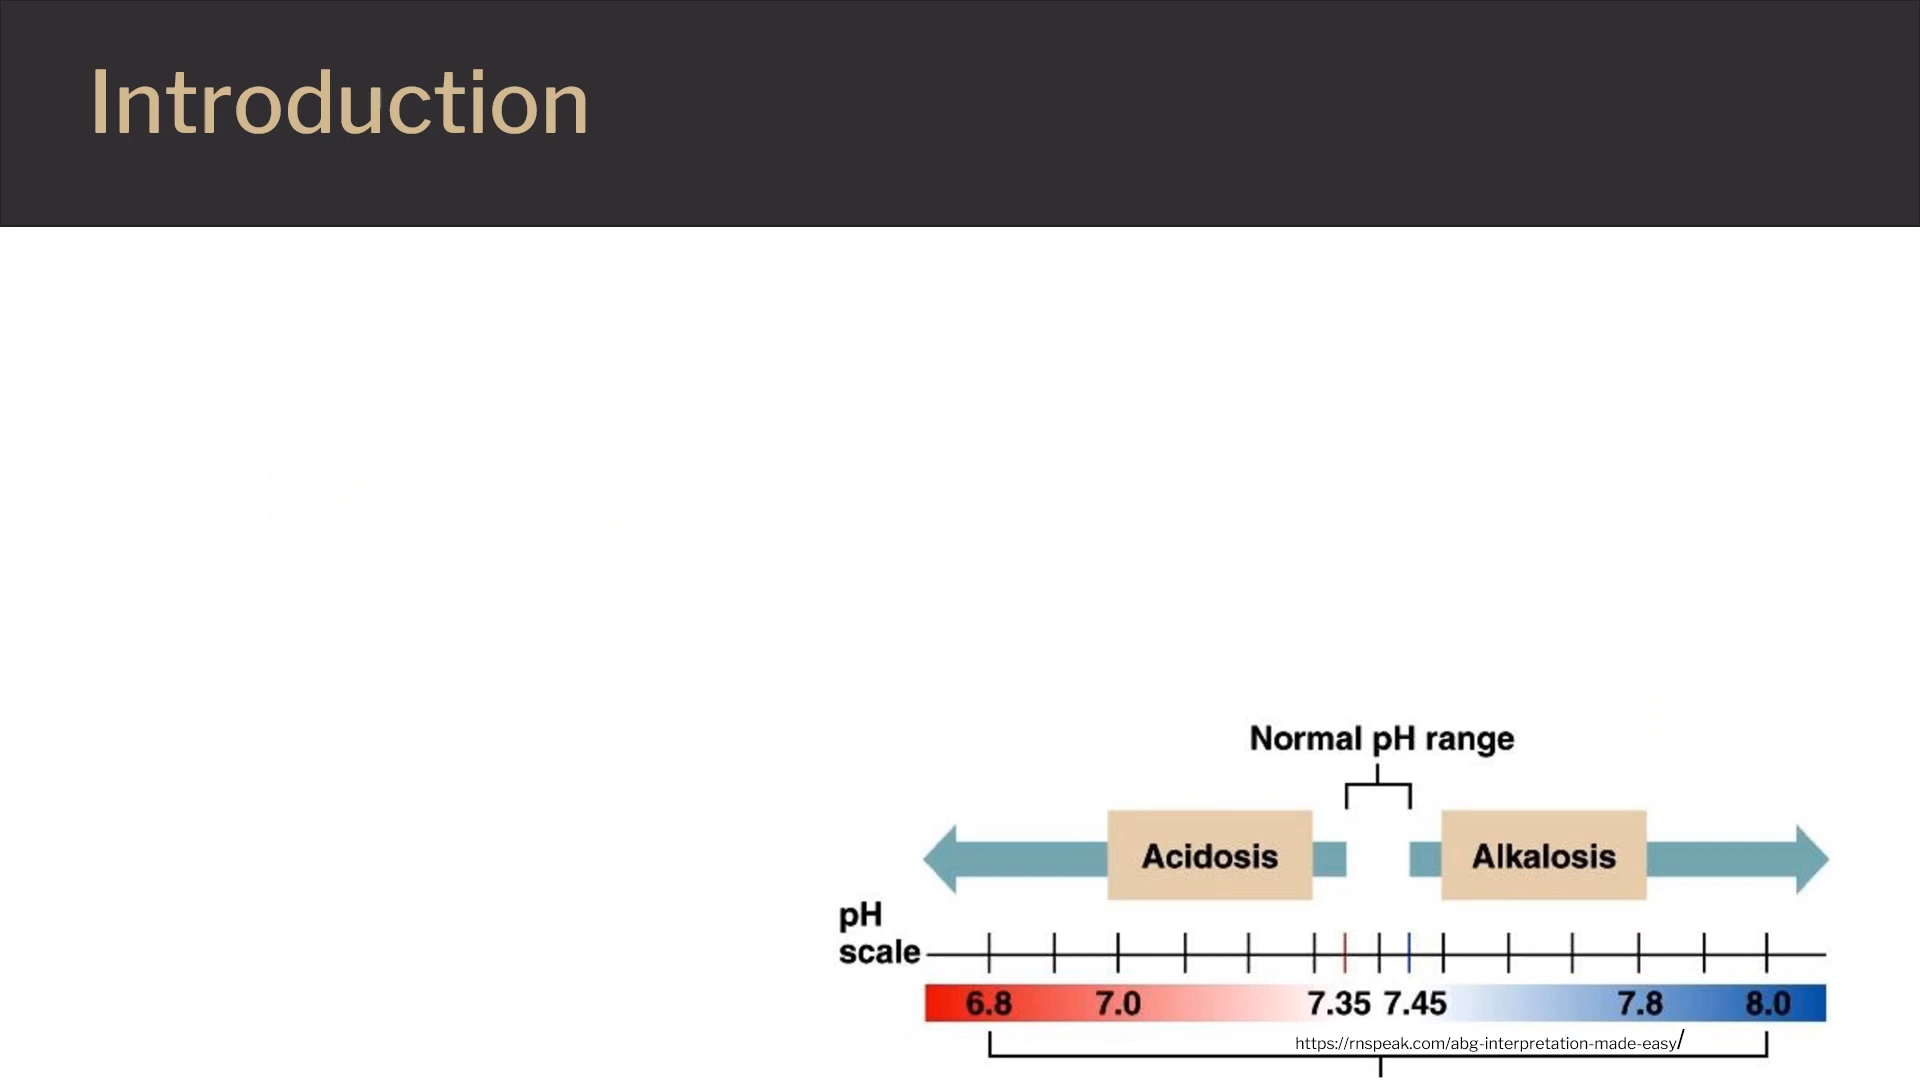 Introduction
Normal pH range
Acidosis Alkalosis
pH
scale
6.8 7.0 7.35 7.45 7.8 8.0
https://rnspeak.com/abg-interpretation-made-easy/